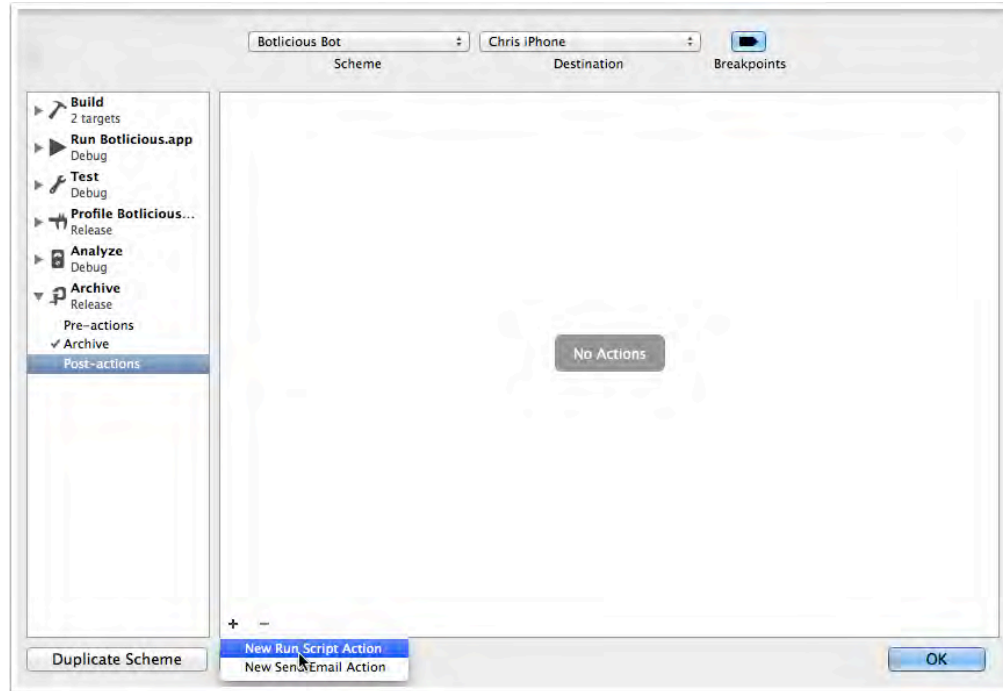 Botlicious Bot
Chris iPhone
Scheme
Destination
Breakpoints
Build
2 targets
Run Botlicious.app
Debug
Test
Debug
Profile Botlicious...
Release
Analyze
Debug
Archive
Release
Pre-actions
Archive
Post-actions
No Actions
New Run Script Action
New Send Email Action
Duplicate Scheme
OK